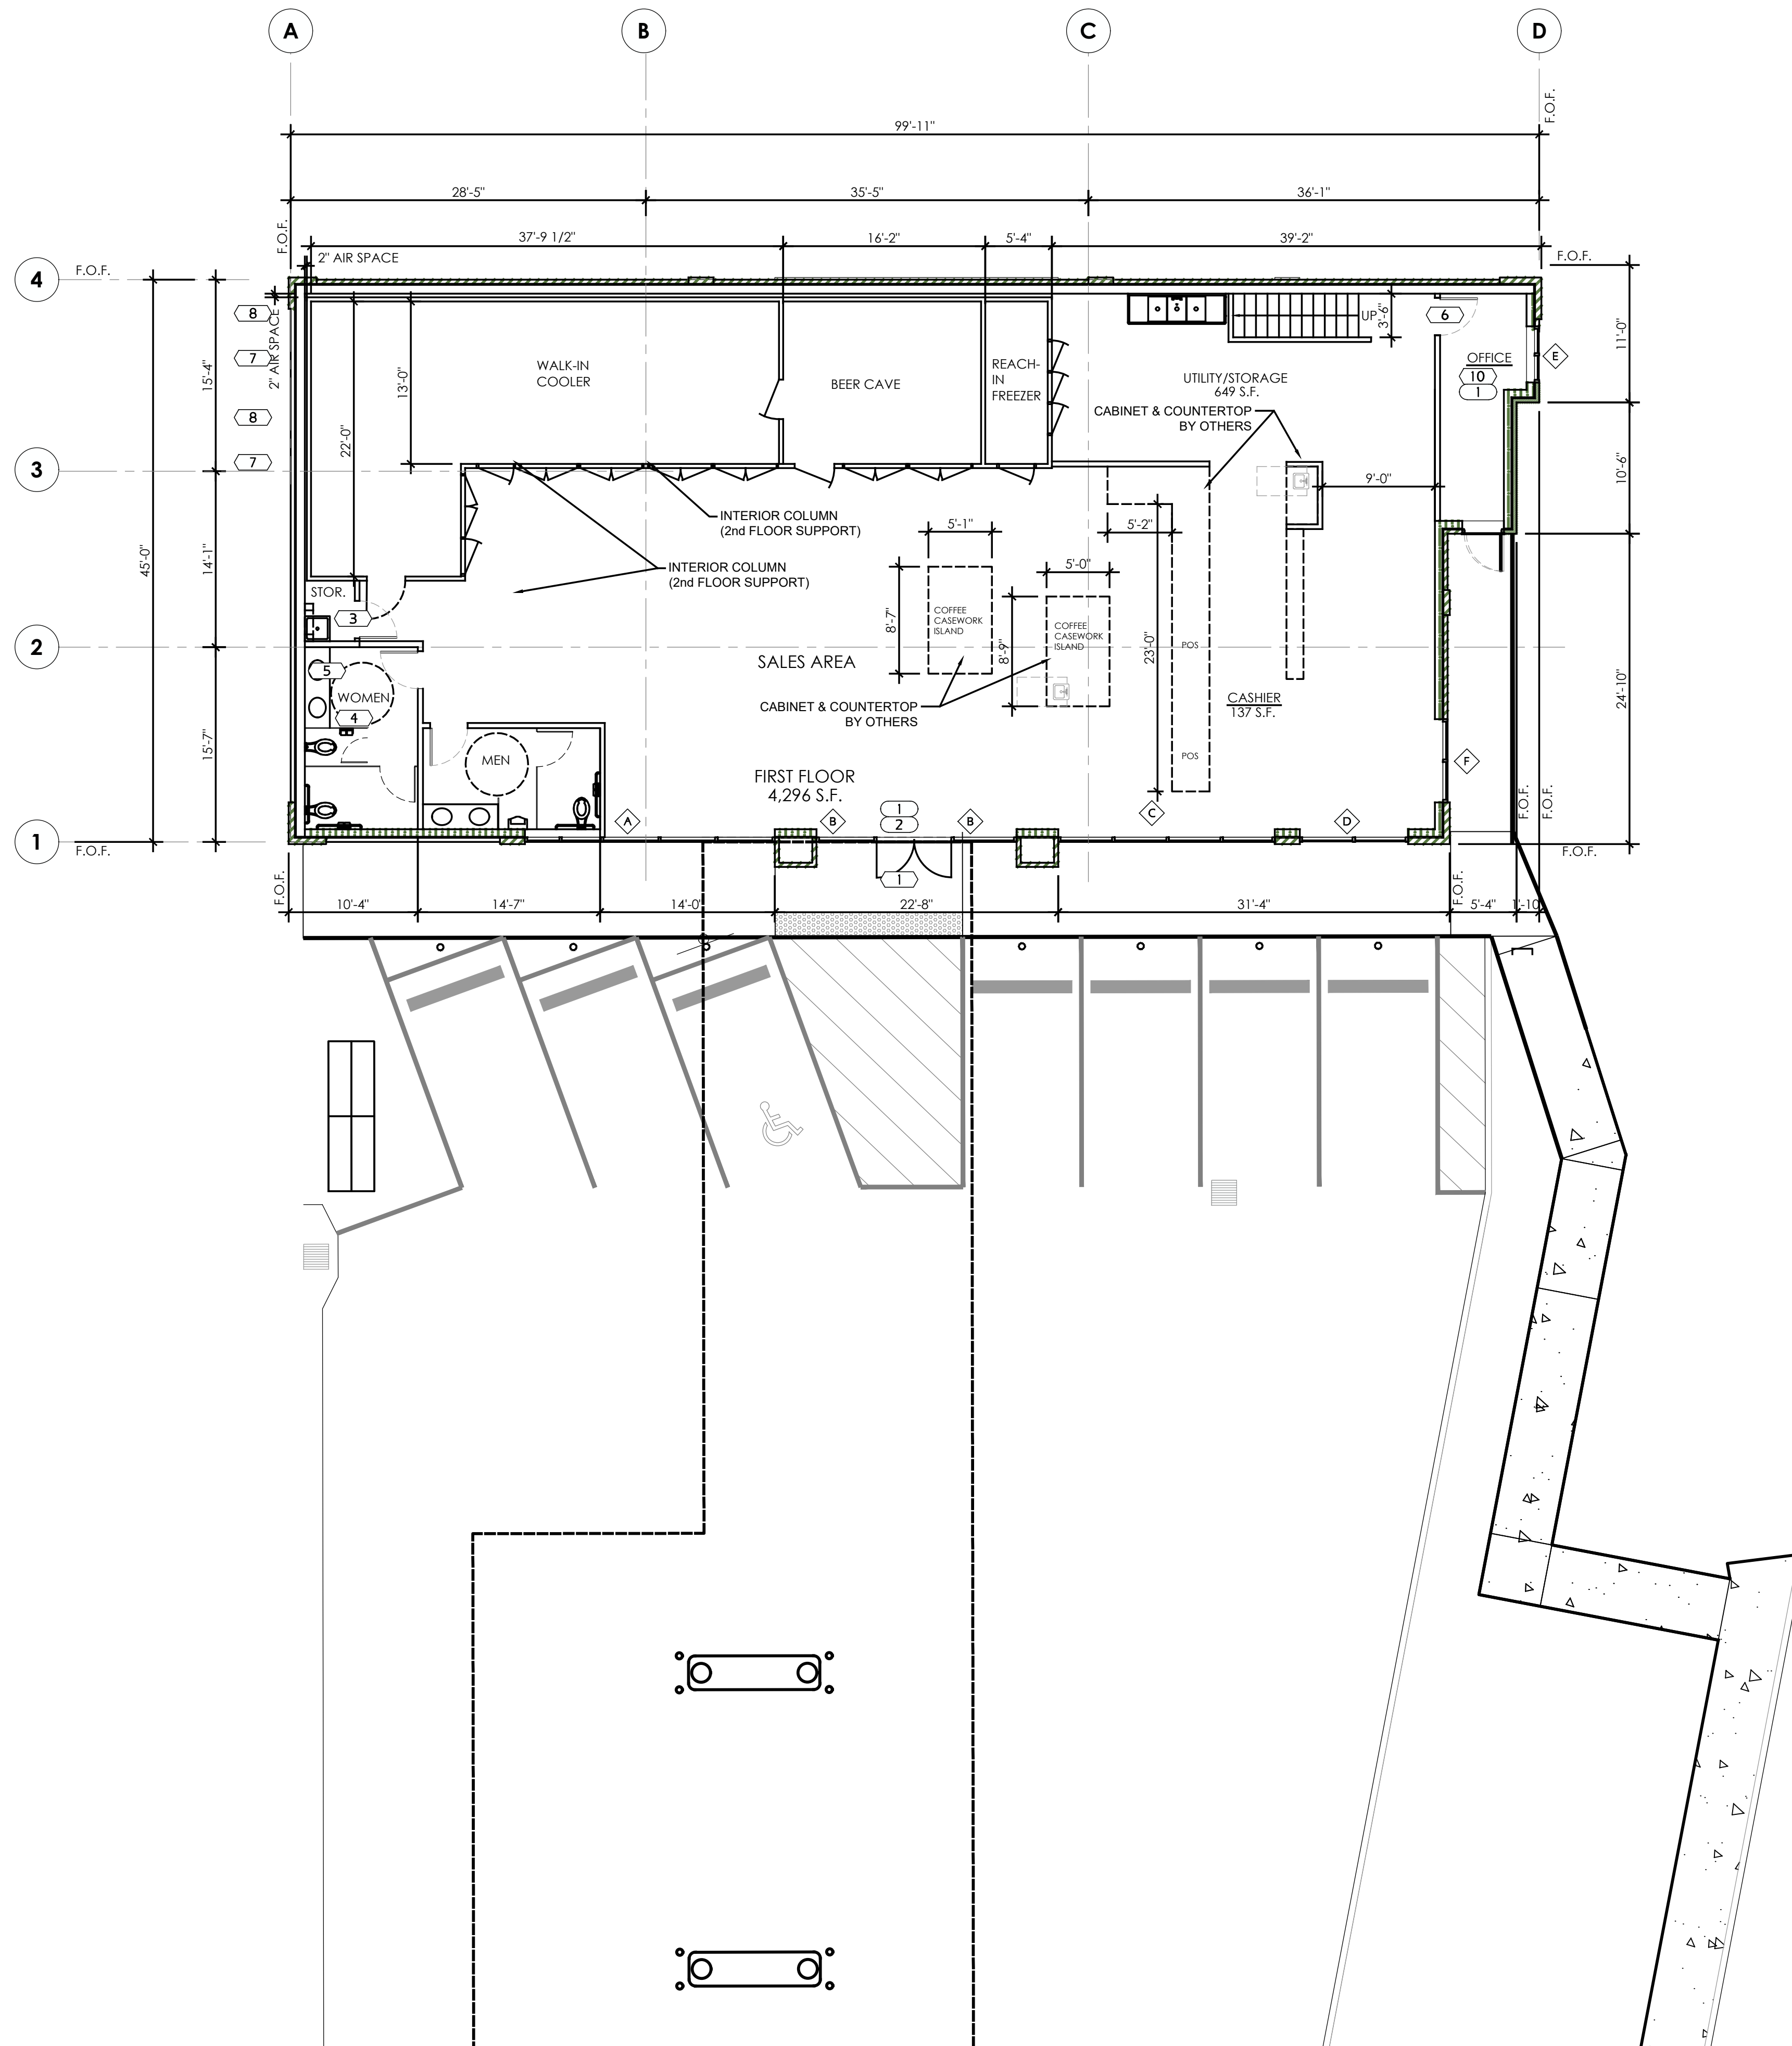 A
B
C
D
F.O.F.
99'-11"
28'-5"
35'-5"
36'-1"
F.O.F.
37'-9 1/2"
16'-2"
5'-4"
39'-2"
2" AIR SPACE
4
F.O.F.
F.O.F.
8
2" AIR SPACE
7
8
7
15'-4"
13'-0"
22'-0"
WALK-IN
COOLER
BEER CAVE
REACH-
IN
FREEZER
UP
3'-6"
6
OFFICE
10
1
E
11'-0"
UTILITY/STORAGE
649 S.F.
CABINET & COUNTERTOP
BY OTHERS
3
9'-0"
10'-6"
INTERIOR COLUMN
(2nd FLOOR SUPPORT)
5'-1"
5'-2"
45'-0"
14'-1"
INTERIOR COLUMN
(2nd FLOOR SUPPORT)
5'-0"
STOR.
3
8'-7"
COFFEE
CASEWORK
ISLAND
8'-9"
COFFEE
CASEWORK
ISLAND
23'-0"
POS
2
SALES AREA
5
WOMEN
4
CABINET & COUNTERTOP
BY OTHERS
CASHIER
137 S.F.
24'-10"
15'-7"
MEN
POS
F
FIRST FLOOR
4,296 S.F.
A
B
1
2
B
C
D
F.O.F.
F.O.F.
1
F.O.F.
F.O.F.
1
F.O.F.
F.O.F.
10'-4"
14'-7"
14'-0"
22'-8"
31'-4"
5'-4"
1'-10"